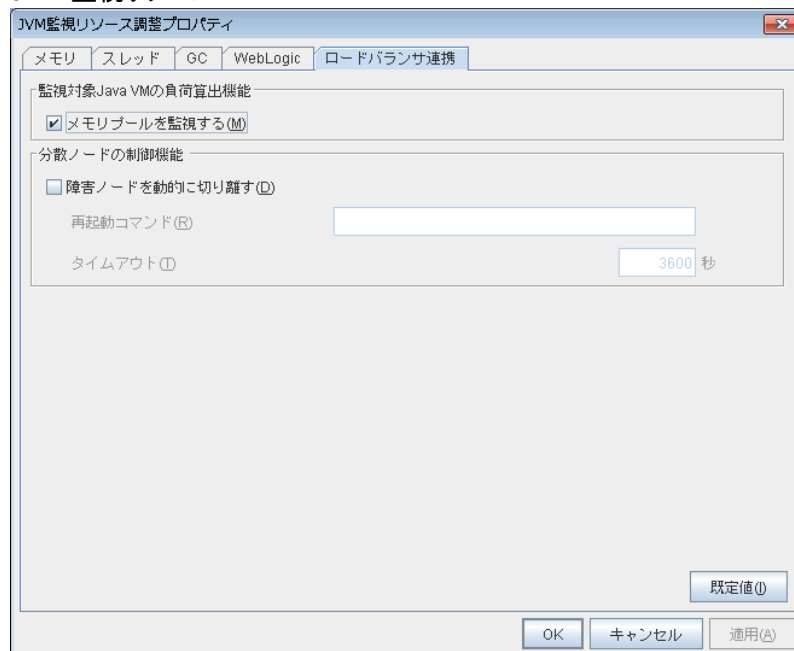 JVM監視リソース調整プロパティ
メモリ スレッド GC WebLogic ロードバランサ連携
監視対象Java VMの負荷算出機能
メモリプールを監視する(M)
分散ノードの制御機能
障害ノードを動的に切り離す(D)
再起動コマンド(R)
タイムアウト(T) 3600 秒
既定値(I)
OK キャンセル 適用(A)